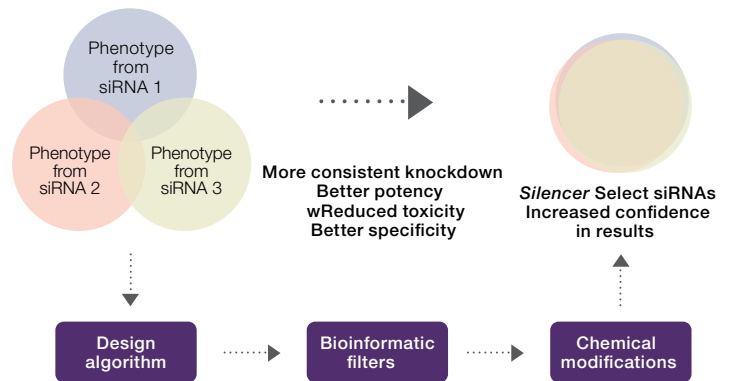 Phenotype
from
siRNA 1
Phenotype
from
siRNA 2
Phenotype
from
siRNA 3
More consistent knockdown
Better potency
wReduced toxicity
Better specificity
Silencer Select siRNAs
Increased confidence
in results
Design
algorithm
Bioinformatic
filters
Chemical
modifications